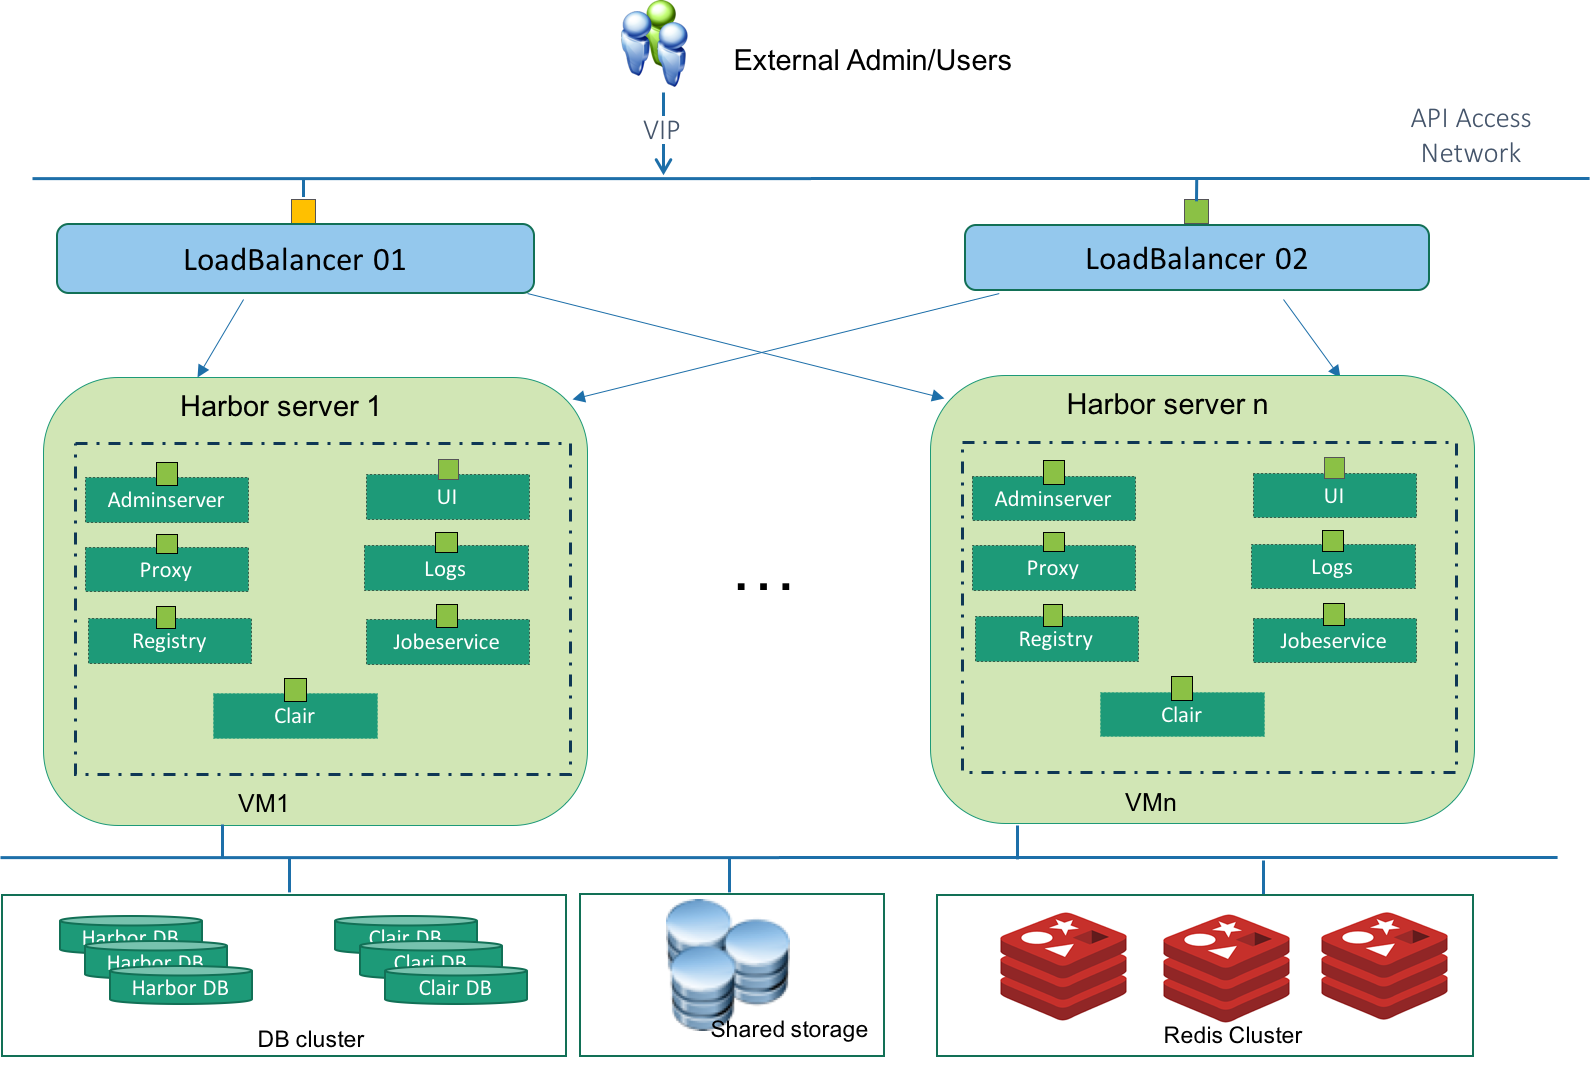 External Admin/Users
VIP
API Access
Network
LoadBalancer 01
LoadBalancer 02
Harbor server 1
Adminserver
UI
Proxy
Logs
Registry
Jobeservice
Clair
VM1
...
Harbor server n
Adminserver
UI
Proxy
Logs
Registry
Jobeservice
Clair
VMn
Harbor DB
Harbor DB
Harbor DB
Clair DB
Clari DB
Clair DB
DB cluster
Shared storage
Redis Cluster